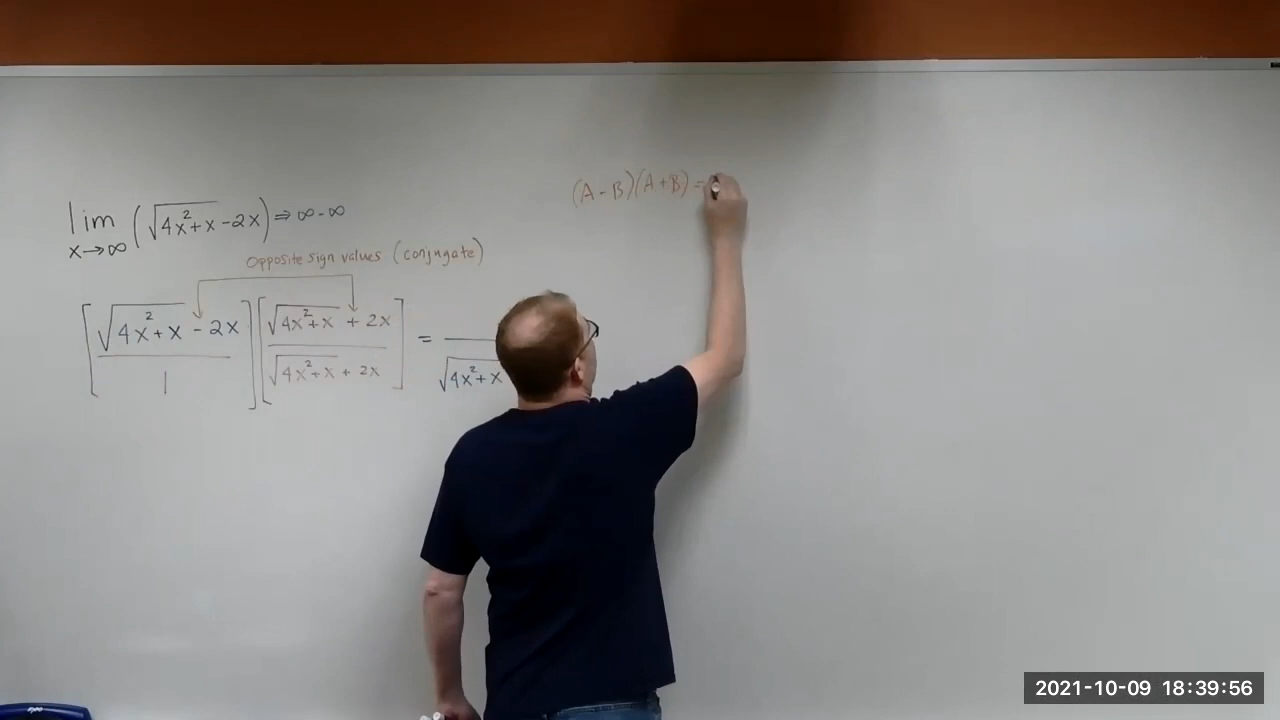 (A - B)(A + B) =
lim x→∞ (√(4x²+x) - 2x) ⇒ ∞ - ∞
Opposite sign values (conjugate)
[(√(4x²+x) - 2x) / 1] [(√(4x²+x) + 2x) / (√(4x²+x) + 2x)] = / √(4x²+x
2021-10-09 18:39:56